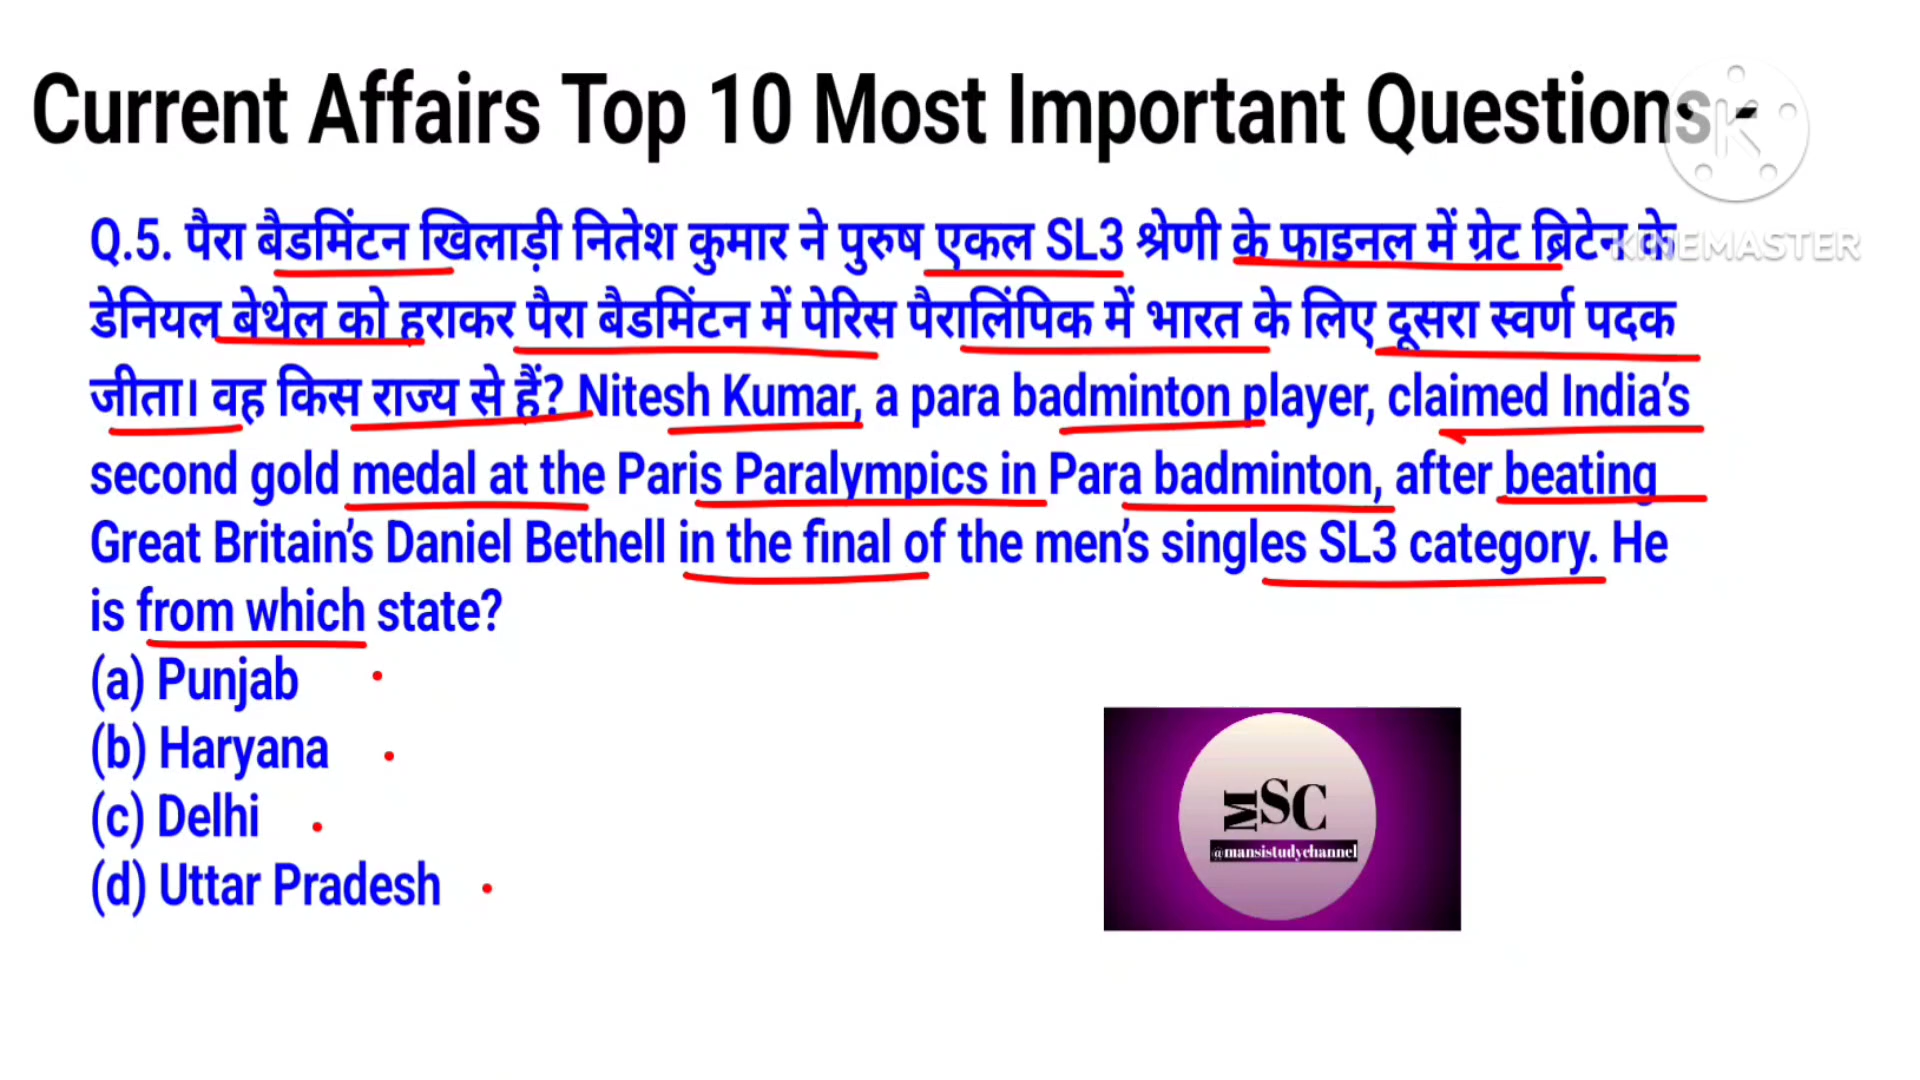 Current Affairs Top 10 Most Important Questions-
Q.5. पैरा बैडमिंटन खिलाड़ी नितेश कुमार ने पुरुष एकल SL3 श्रेणी के फाइनल में ग्रेट ब्रिटेन के
KINEMASTER
डेनियल बेथेल को हराकर पैरा बैडमिंटन में पेरिस पैरालिंपिक में भारत के लिए दूसरा स्वर्ण पदक
जीता। वह किस राज्य से हैं? Nitesh Kumar, a para badminton player, claimed India’s
second gold medal at the Paris Paralympics in Para badminton, after beating
Great Britain’s Daniel Bethell in the final of the men’s singles SL3 category. He
is from which state?
(a) Punjab
(b) Haryana
(c) Delhi
(d) Uttar Pradesh
MSC
@mansistudychannel